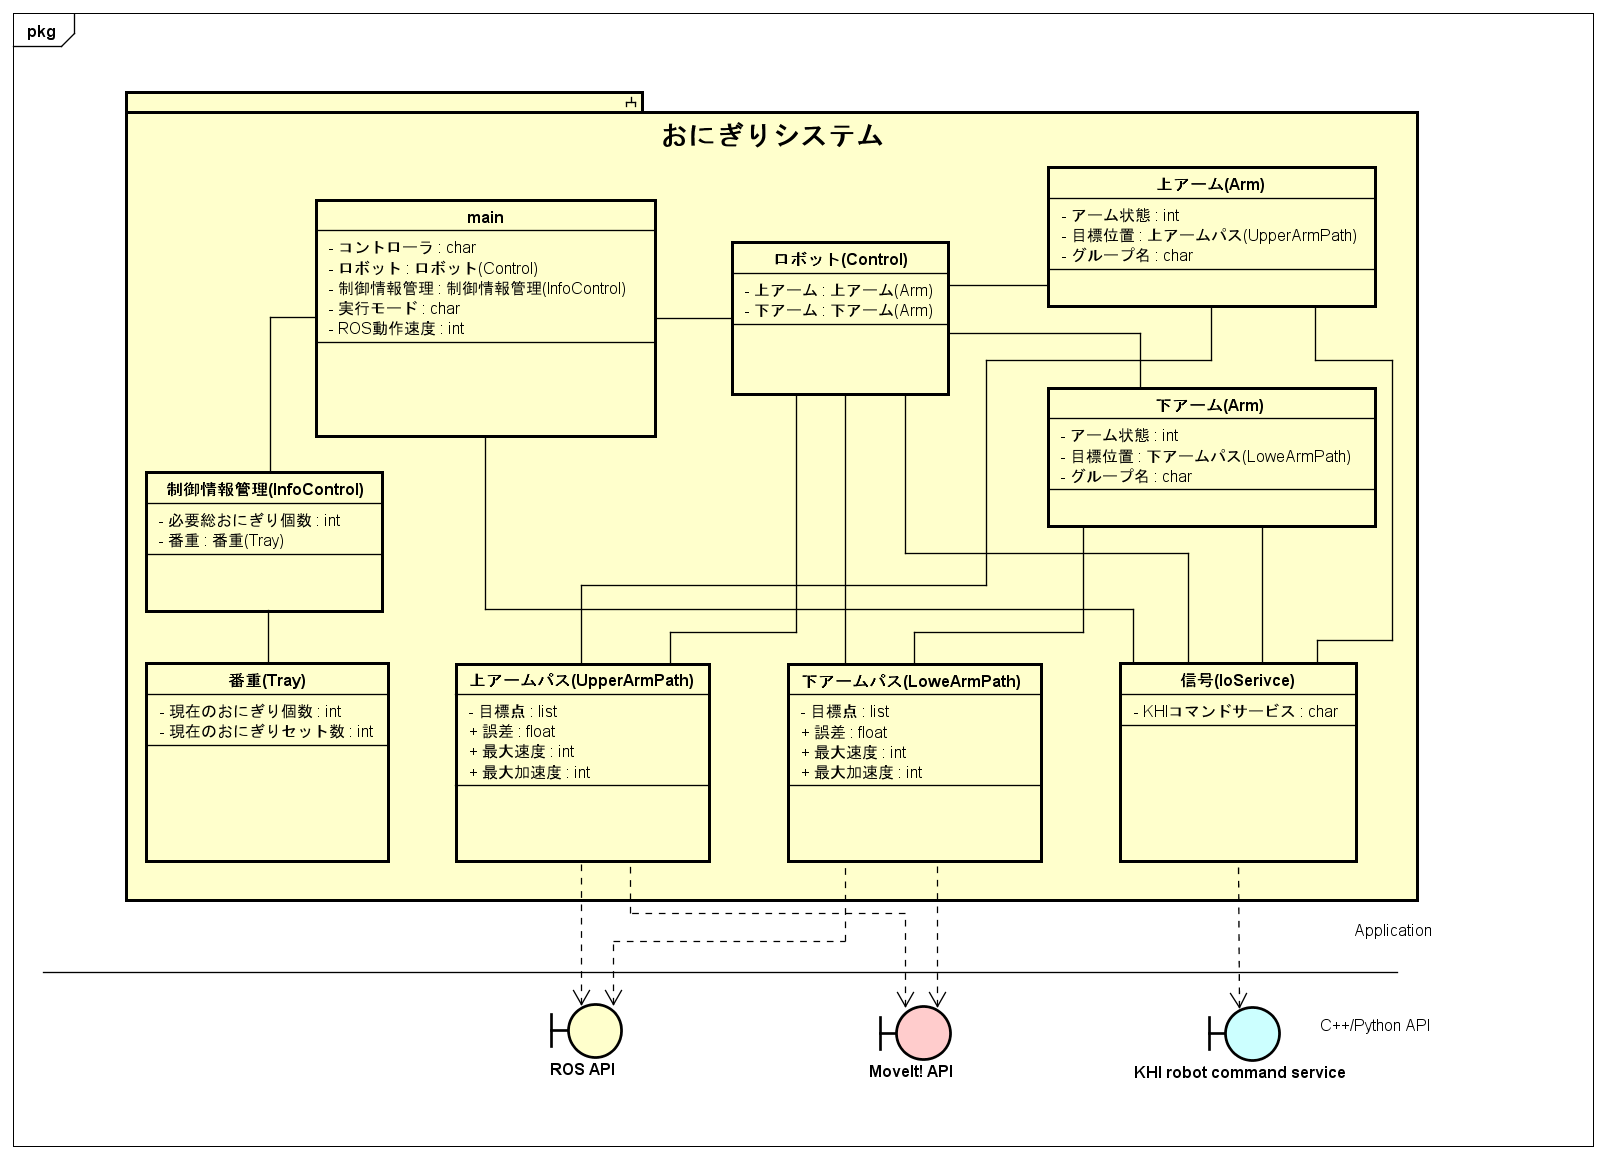 pkg
おにぎりシステム
main
- コントローラ : char
- ロボット : ロボット(Control)
- 制御情報管理 : 制御情報管理(InfoControl)
- 実行モード : char
- ROS動作速度 : int
ロボット(Control)
- 上アーム : 上アーム(Arm)
- 下アーム : 下アーム(Arm)
上アーム(Arm)
- アーム状態 : int
- 目標位置 : 上アームパス(UpperArmPath)
- グループ名 : char
下アーム(Arm)
- アーム状態 : int
- 目標位置 : 下アームパス(LoweArmPath)
- グループ名 : char
制御情報管理(InfoControl)
- 必要総おにぎり個数 : int
- 番重 : 番重(Tray)
番重(Tray)
- 現在のおにぎり個数 : int
- 現在のおにぎりセット数 : int
上アームパス(UpperArmPath)
- 目標点 : list
+ 誤差 : float
+ 最大速度 : int
+ 最大加速度 : int
下アームパス(LoweArmPath)
- 目標点 : list
+ 誤差 : float
+ 最大速度 : int
+ 最大加速度 : int
信号(IoSerivce)
- KHIコマンドサービス : char
Application
C++/Python API
ROS API
MoveIt! API
KHI robot command service